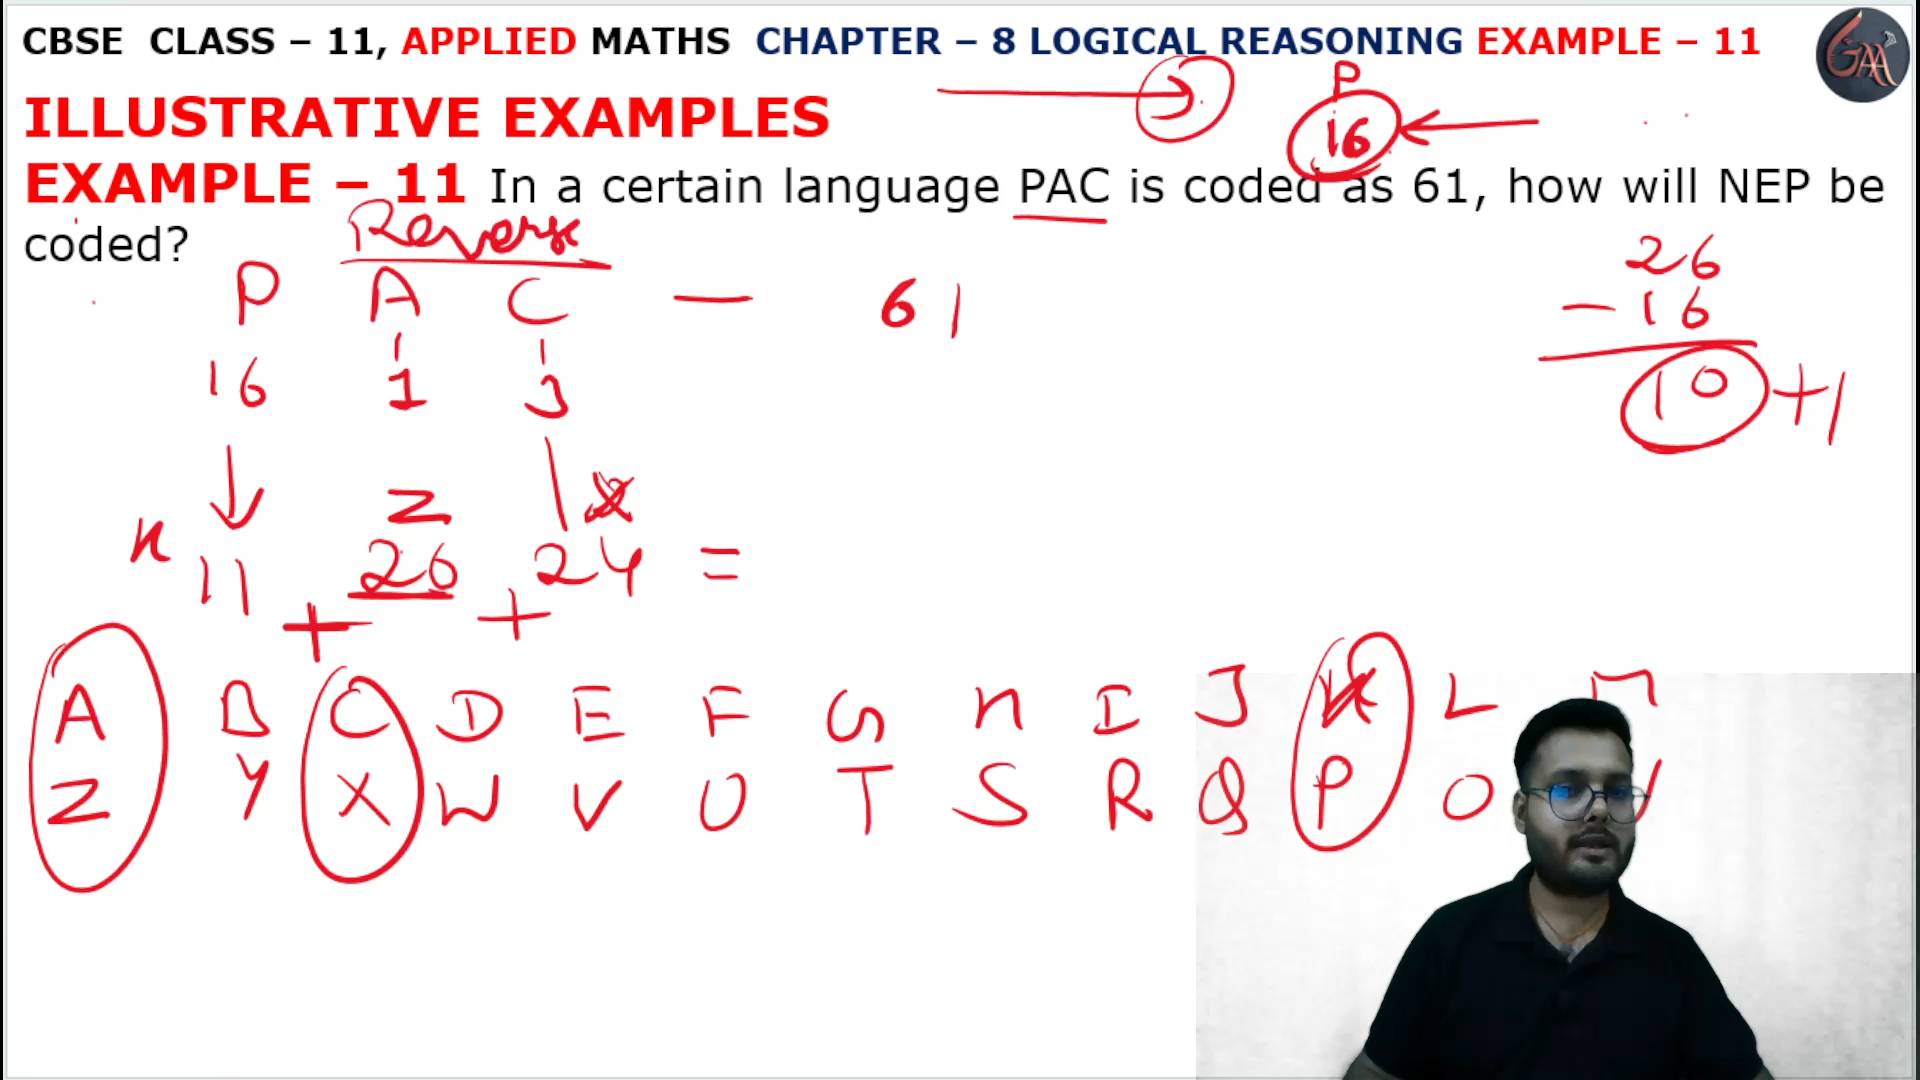 CBSE CLASS – 11, APPLIED MATHS CHAPTER – 8 LOGICAL REASONING EXAMPLE – 11
GAA
P
ILLUSTRATIVE EXAMPLES
16
EXAMPLE – 11 In a certain language PAC is coded as 61, how will NEP be
coded?
Reverse
26
P A C — 61
– 16
16 1 3
10 +1
Z X
K 11 + 26 + 24 =
A B C D E F G H I J K L M
Z Y X W V U T S R Q P O